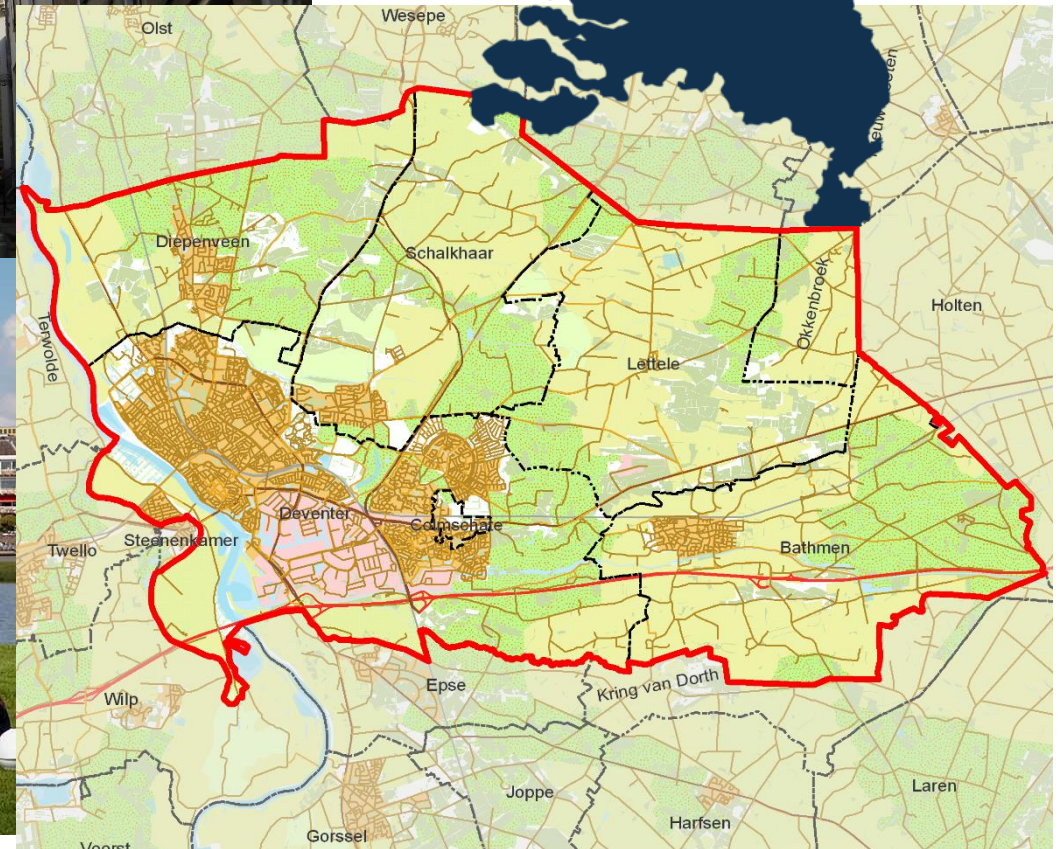 Wesepe
Olst
Diepenveen
Schalkhaar
Okkenbroek
Holten
Terwolde
Lettele
Deventer
Colmschate
Steenenkamer
Twello
Bathmen
Epse
Kring van Dorth
Wilp
Joppe
Laren
Harfsen
Gorssel